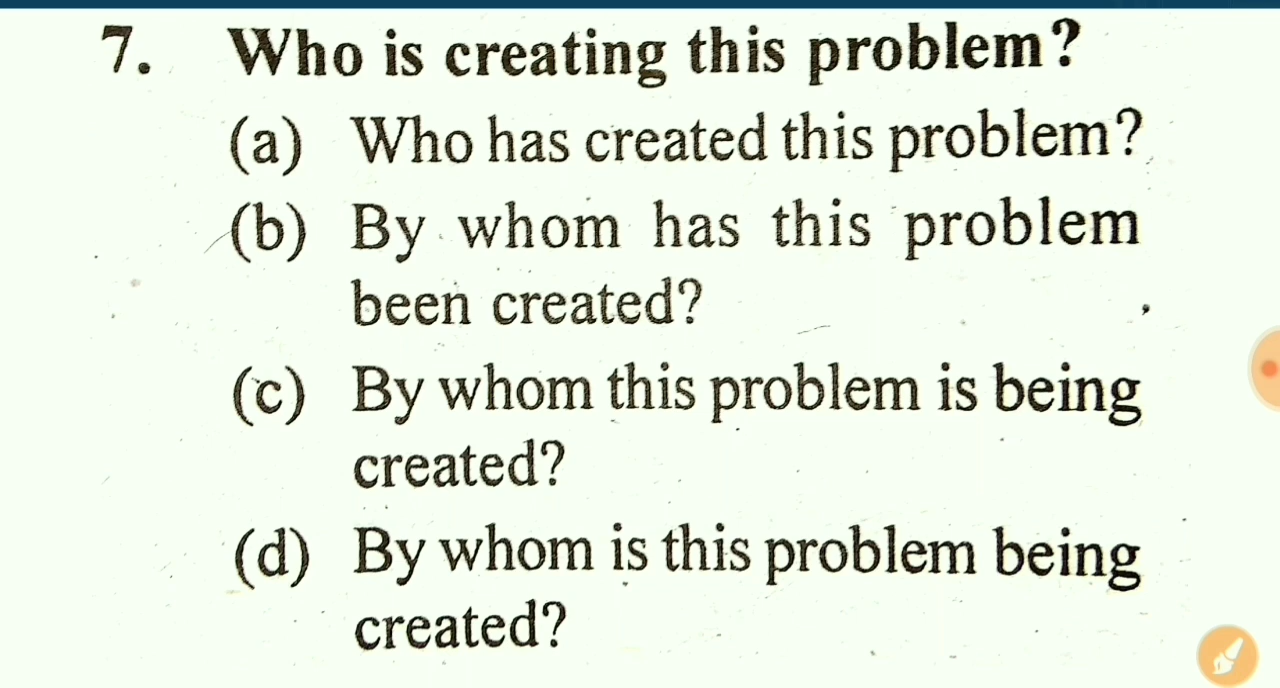 7. Who is creating this problem?
(a) Who has created this problem?
(b) By whom has this problem
been created?
(c) By whom this problem is being
created?
(d) By whom is this problem being
created?